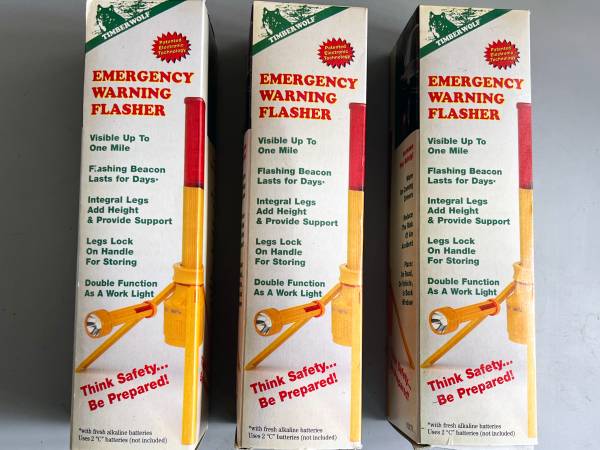 TIMBERWOLF
Patented
Electronic
Technology
EMERGENCY
WARNING
FLASHER
Visible Up To
One Mile
Flashing Beacon
Lasts for Days*
Integral Legs
Add Height
& Provide Support
Legs Lock
On Handle
For Storing
Double Function
As A Work Light
Think Safety...
Be Prepared!
*with fresh alkaline batteries
Uses 2 "C" batteries (not included)
TIMBERWOLF
Patented
Electronic
Technology
EMERGENCY
WARNING
FLASHER
Visible Up To
One Mile
Flashing Beacon
Lasts for Days*
Integral Legs
Add Height
& Provide Support
Legs Lock
On Handle
For Storing
Double Function
As A Work Light
Think Safety...
Be Prepared!
*with fresh alkaline batteries
Uses 2 "C" batteries (not included)
TIMBERWOLF
Patented
Electronic
Technology
EMERGENCY
WARNING
FLASHER
Visible Up To
One Mile
Flashing Beacon
Lasts for Days*
Integral Legs
Add Height
& Provide Support
Legs Lock
On Handle
For Storing
Double Function
As A Work Light
Think Safety...
Be Prepared!
*with fresh alkaline batteries
Uses 2 "C" batteries (not included)